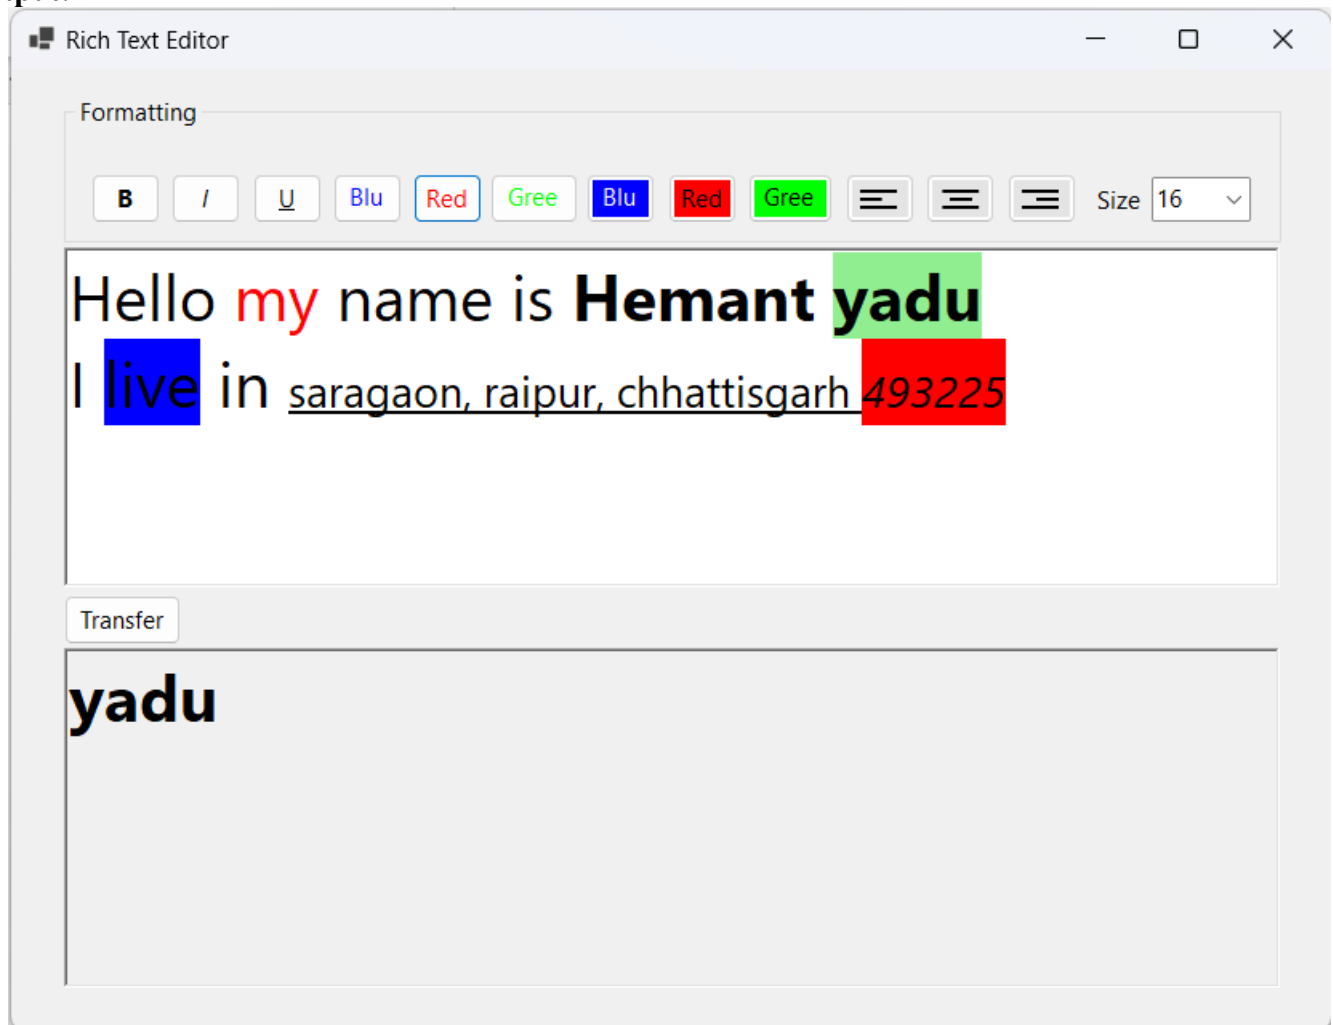 Rich Text Editor
Formatting
B I U Blu Red Gree Blu Red Gree Size 16
Hello my name is Hemant yadu
I live in saragaon, raipur, chhattisgarh 493225
Transfer
yadu